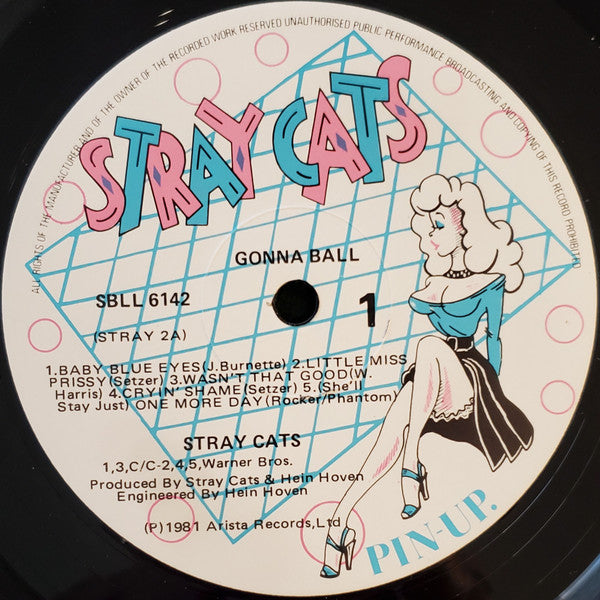 ALL RIGHTS OF THE MANUFACTURER AND OF THE OWNER OF THE RECORDED WORK RESERVED UNAUTHORISED PUBLIC PERFORMANCE BROADCASTING AND COPYING OF THIS RECORD PROHIBITED
STRAY CATS
GONNA BALL
SBLL 6142
1
(STRAY 2A)
1.BABY BLUE EYES(J.Burnette) 2.LITTLE MISS
PRISSY(Setzer) 3.WASN'T THAT GOOD(W.
Harris) 4.CRYIN' SHAME(Setzer) 5.(She'll
Stay Just) ONE MORE DAY(Rocker/Phantom)
STRAY CATS
1,3,C/C-2,4,5,Warner Bros.
Produced by Stray Cats & Hein Hoven
Engineered By Hein Hoven
(P)1981 Arista Records,Ltd
PIN-UP.